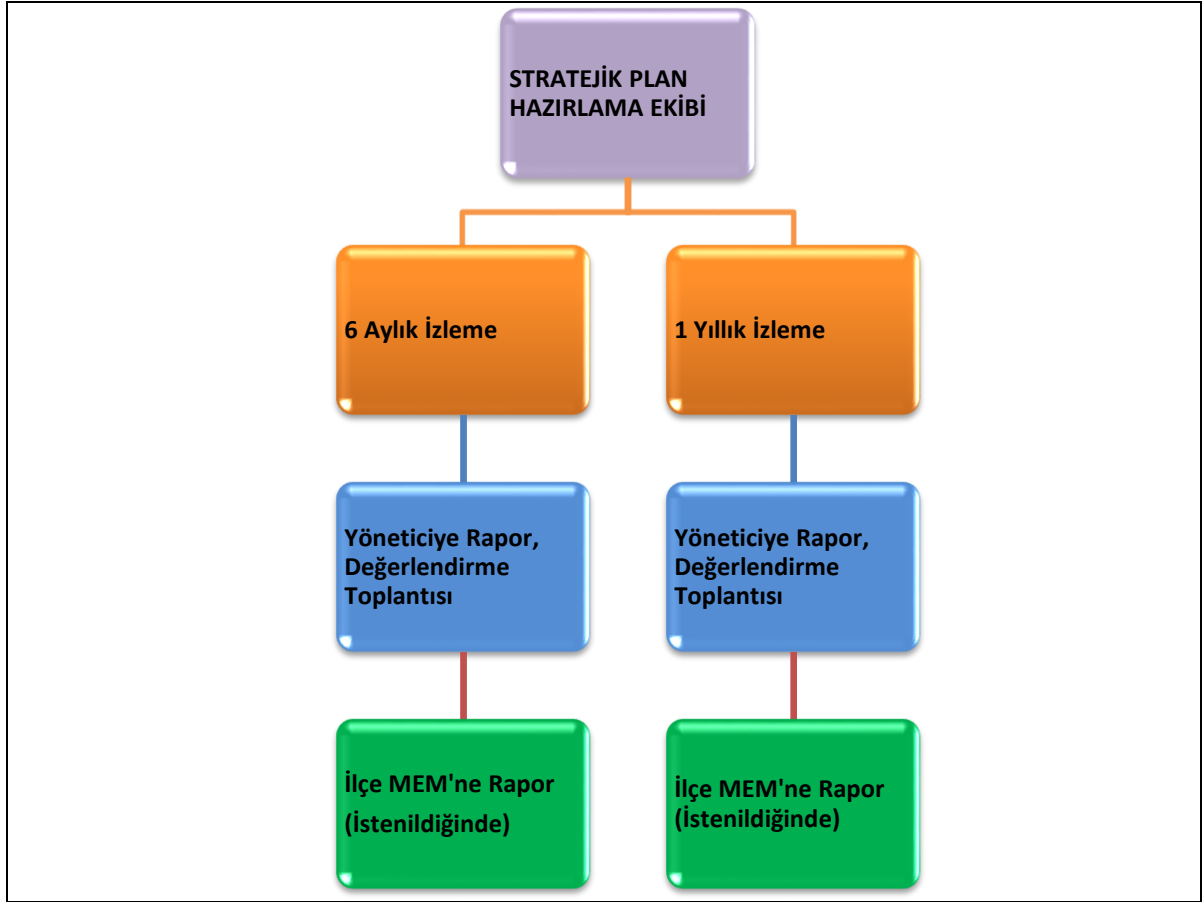 STRATEJİK PLAN
HAZIRLAMA EKİBİ
6 Aylık İzleme
1 Yıllık İzleme
Yöneticiye Rapor,
Değerlendirme
Toplantısı
Yöneticiye Rapor,
Değerlendirme
Toplantısı
İlçe MEM'ne Rapor
(İstenildiğinde)
İlçe MEM'ne Rapor
(İstenildiğinde)